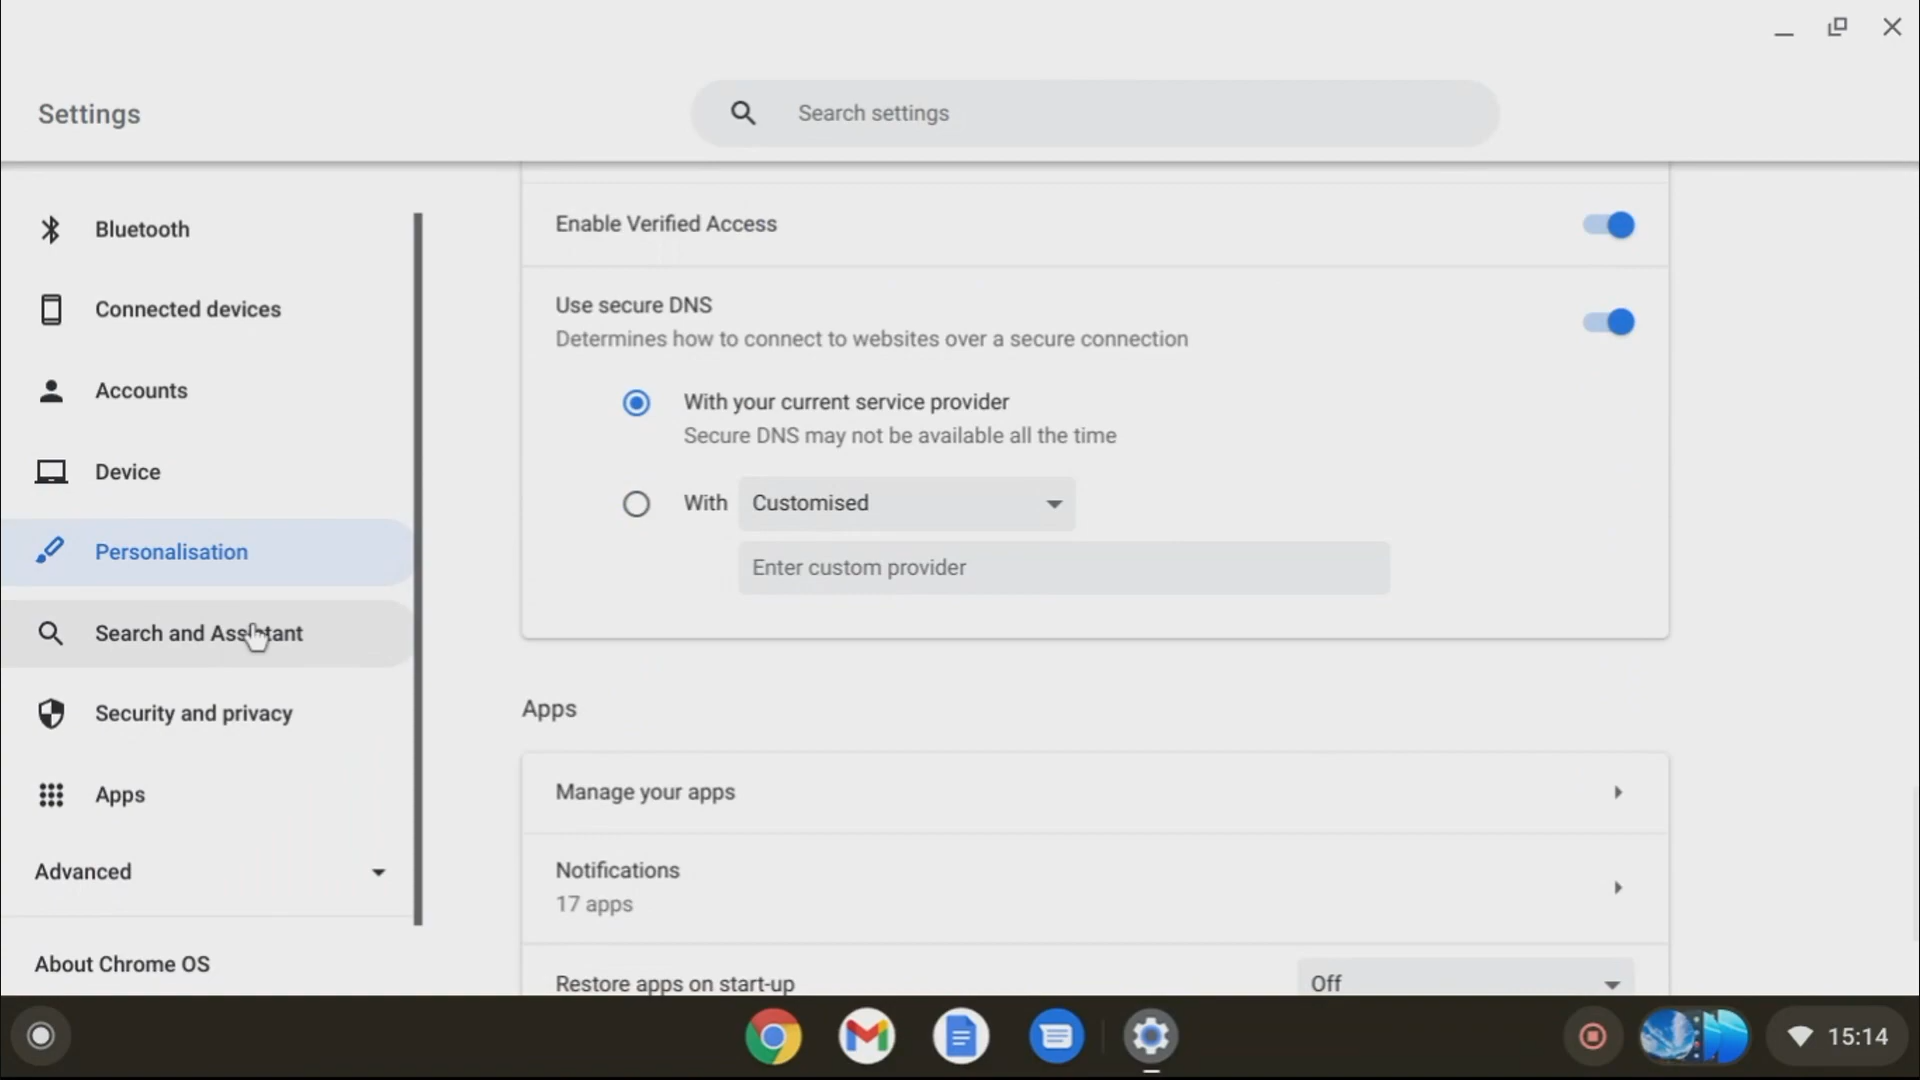 Settings
Search settings
Bluetooth
Connected devices
Accounts
Device
Personalisation
Search and Assistant
Security and privacy
Apps
Advanced
About Chrome OS
Enable Verified Access
Use secure DNS
Determines how to connect to websites over a secure connection
With your current service provider
Secure DNS may not be available all the time
With Customised
Enter custom provider
Apps
Manage your apps
Notifications
17 apps
Restore apps on start-up Off
15:14